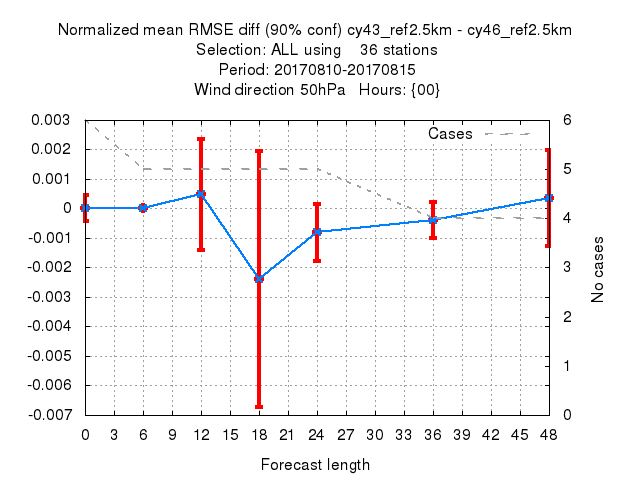 Normalized mean RMSE diff (90% conf) cy43_ref2.5km - cy46_ref2.5km
Selection: ALL using    36 stations
Period: 20170810-20170815
Wind direction 50hPa   Hours: {00}
Cases
0.003
0.002
0.001
0
-0.001
-0.002
-0.003
-0.004
-0.005
-0.006
-0.007
6
5
4
3
2
1
0
No cases
0 3 6 9 12 15 18 21 24 27 30 33 36 39 42 45 48
Forecast length